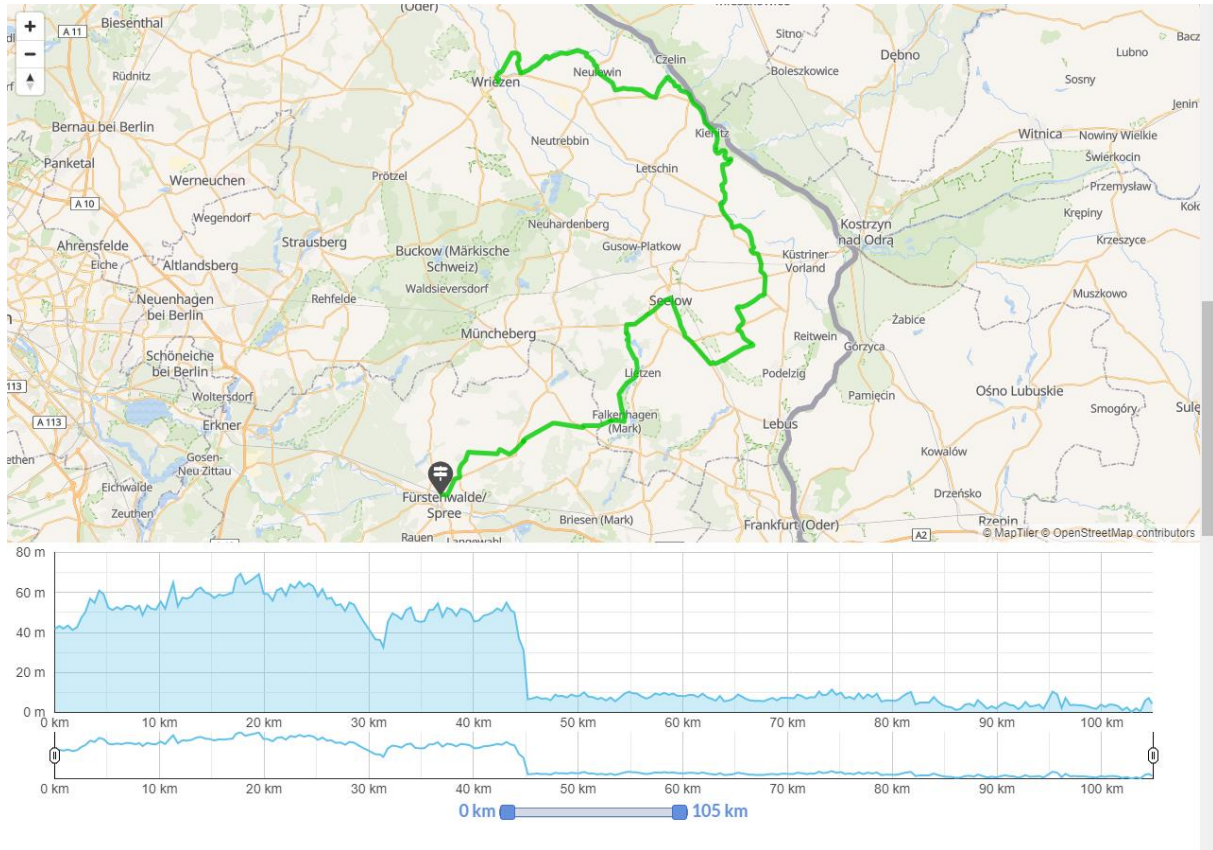 (Oder)
Biesenthal
A 11
Sitno
Bacz
Dębno
Lubno
Czelin
Boleszkowice
Rüdnitz
Neulewin
Sosny
Wriezen
Jenin
Bernau bei Berlin
Kienitz
Witnica
Nowiny Wielkie
Neutrebbin
Panketal
Świerkocin
Werneuchen
Prötzel
Letschin
Przemysław
A 10
Wegendorf
Neuhardenberg
Kostrzyn
nad Odrą
Krępiny
Ahrensfelde
Strausberg
Buckow (Märkische
Schweiz)
Gusow-Platkow
Krzeszyce
Eiche
Altlandsberg
Küstriner
Vorland
Waldsieversdorf
Muszkowo
Neuenhagen
bei Berlin
Rehfelde
Seelow
Müncheberg
Żabice
Reitwein
Górzyca
Schöneiche
bei Berlin
Lietzen
Podelzig
113
Woltersdorf
Pamięcin
Ośno Lubuskie
Smogóry
Sulę
A 113
Erkner
Falkenhagen
(Mark)
Lebus
Gosen-
Neu Zittau
Kowalów
Eichwalde
Drzeńsko
Fürstenwalde/
Spree
Zeuthen
Briesen (Mark)
Frankfurt (Oder)
Rzepin
Rauen
Langewahl
A2
© MapTiler © OpenStreetMap contributors
80 m
60 m
40 m
20 m
0 m
0 km 10 km 20 km 30 km 40 km 50 km 60 km 70 km 80 km 90 km 100 km
0 km 10 km 20 km 30 km 40 km 50 km 60 km 70 km 80 km 90 km 100 km
0 km 105 km